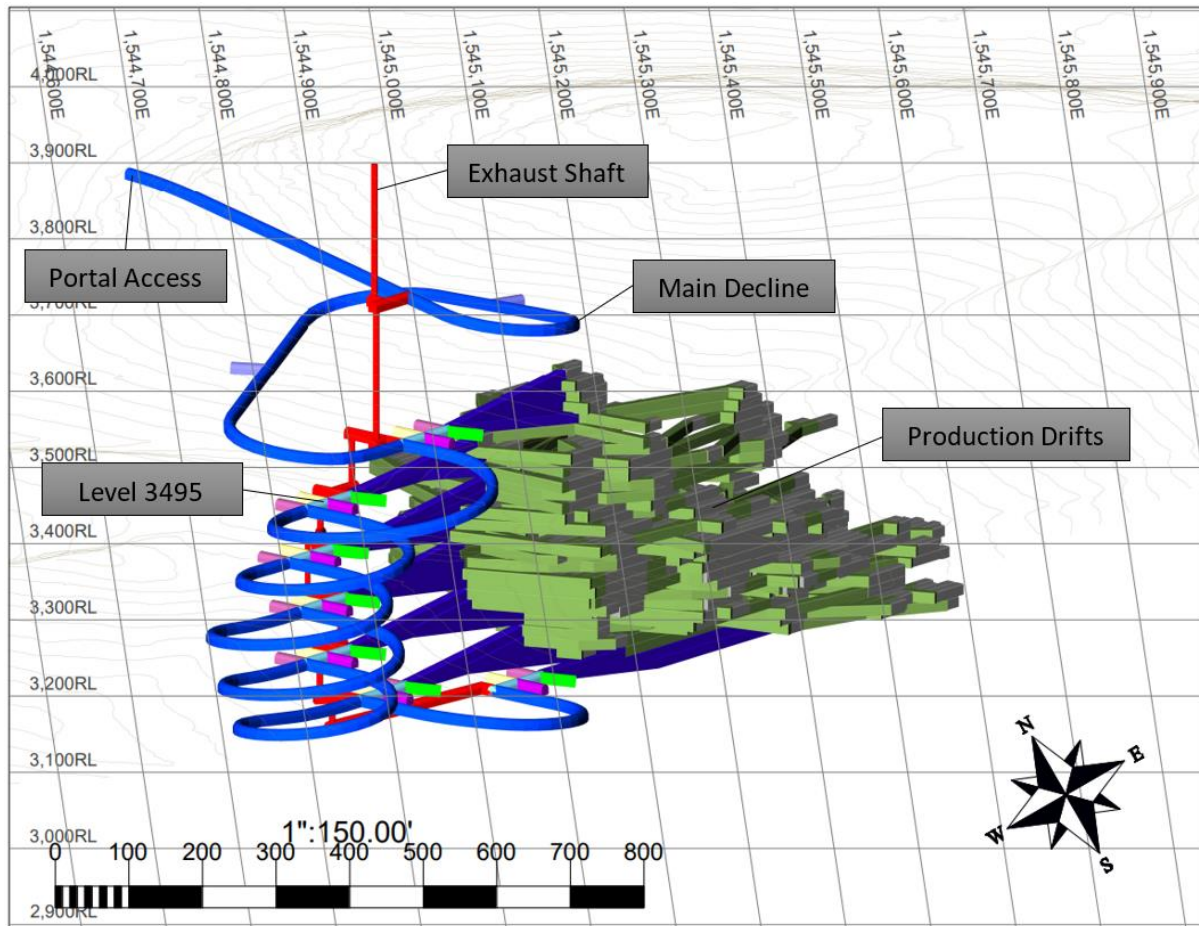 1,544,600E
1,544,700E
1,544,800E
1,544,900E
1,545,000E
1,545,100E
1,545,200E
1,545,300E
1,545,400E
1,545,500E
1,545,600E
1,545,700E
1,545,800E
1,545,900E
4,000RL
3,900RL
Exhaust Shaft
3,800RL
Portal Access
Main Decline
3,700RL
3,600RL
Production Drifts
3,500RL
Level 3495
3,400RL
3,300RL
3,200RL
3,100RL
N
E
W
S
3,000RL
1":150.00'
0 100 200 300 400 500 600 700 800
2,900RL